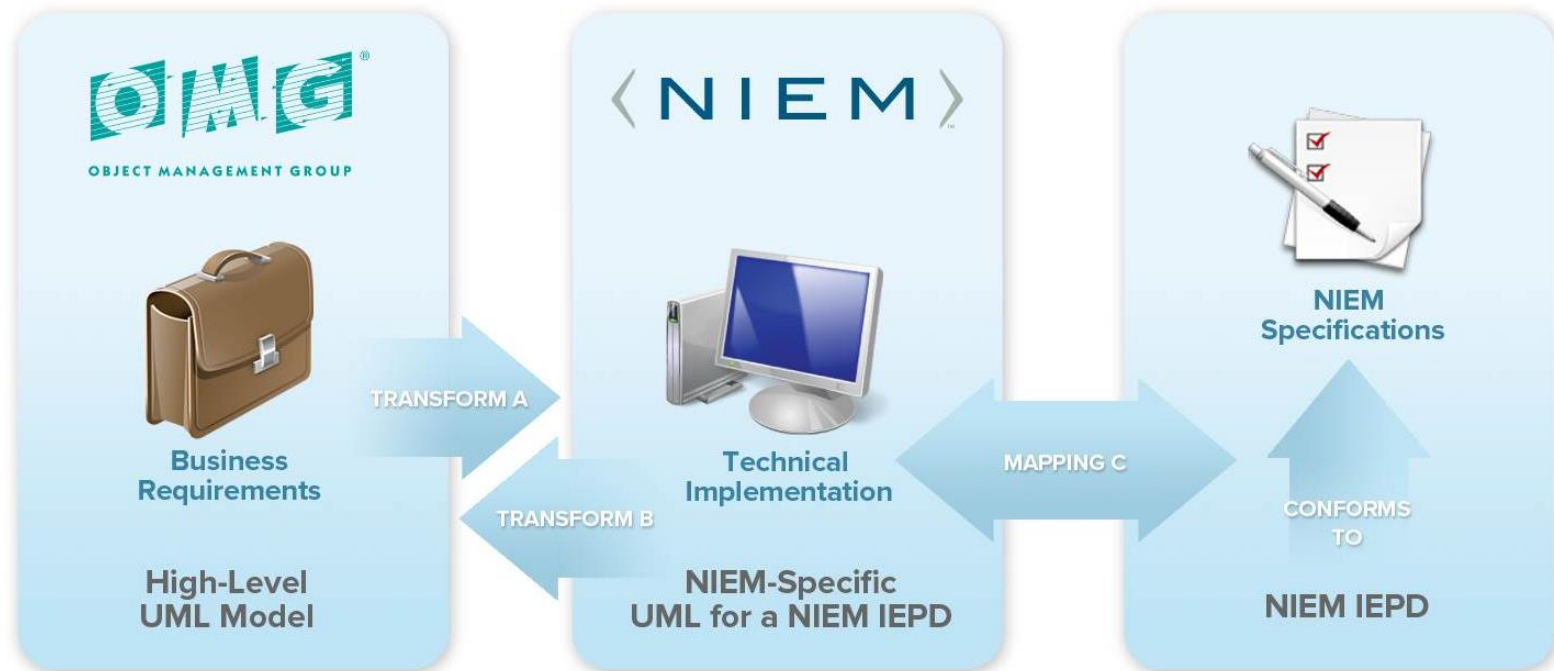 OMG®
OBJECT MANAGEMENT GROUP
Business
Requirements
High-Level
UML Model
TRANSFORM A
TRANSFORM B
〈NIEM〉™
Technical
Implementation
NIEM-Specific
UML for a NIEM IEPD
MAPPING C
NIEM
Specifications
CONFORMS
TO
NIEM IEPD